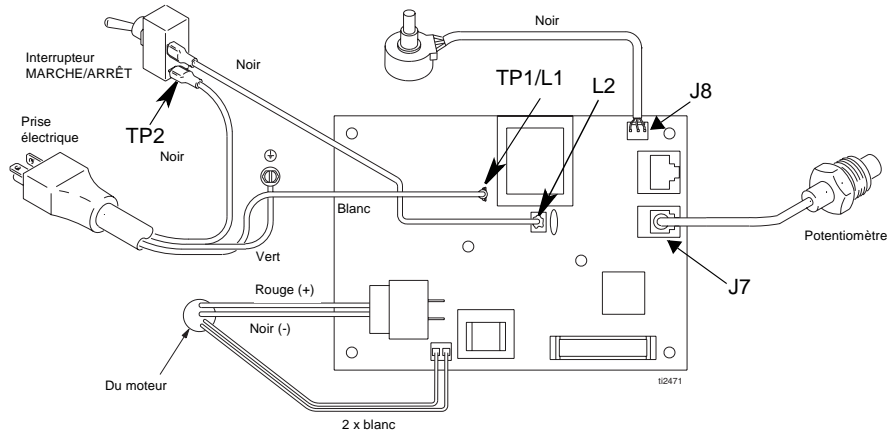 Noir
Interrupteur
MARCHE/ARRÊT
Noir
TP1/L1
L2
J8
Prise
électrique
TP2
Noir
Blanc
Potentiomètre
Vert
J7
Rouge (+)
Noir (-)
Du moteur
ti2471
2 x blanc